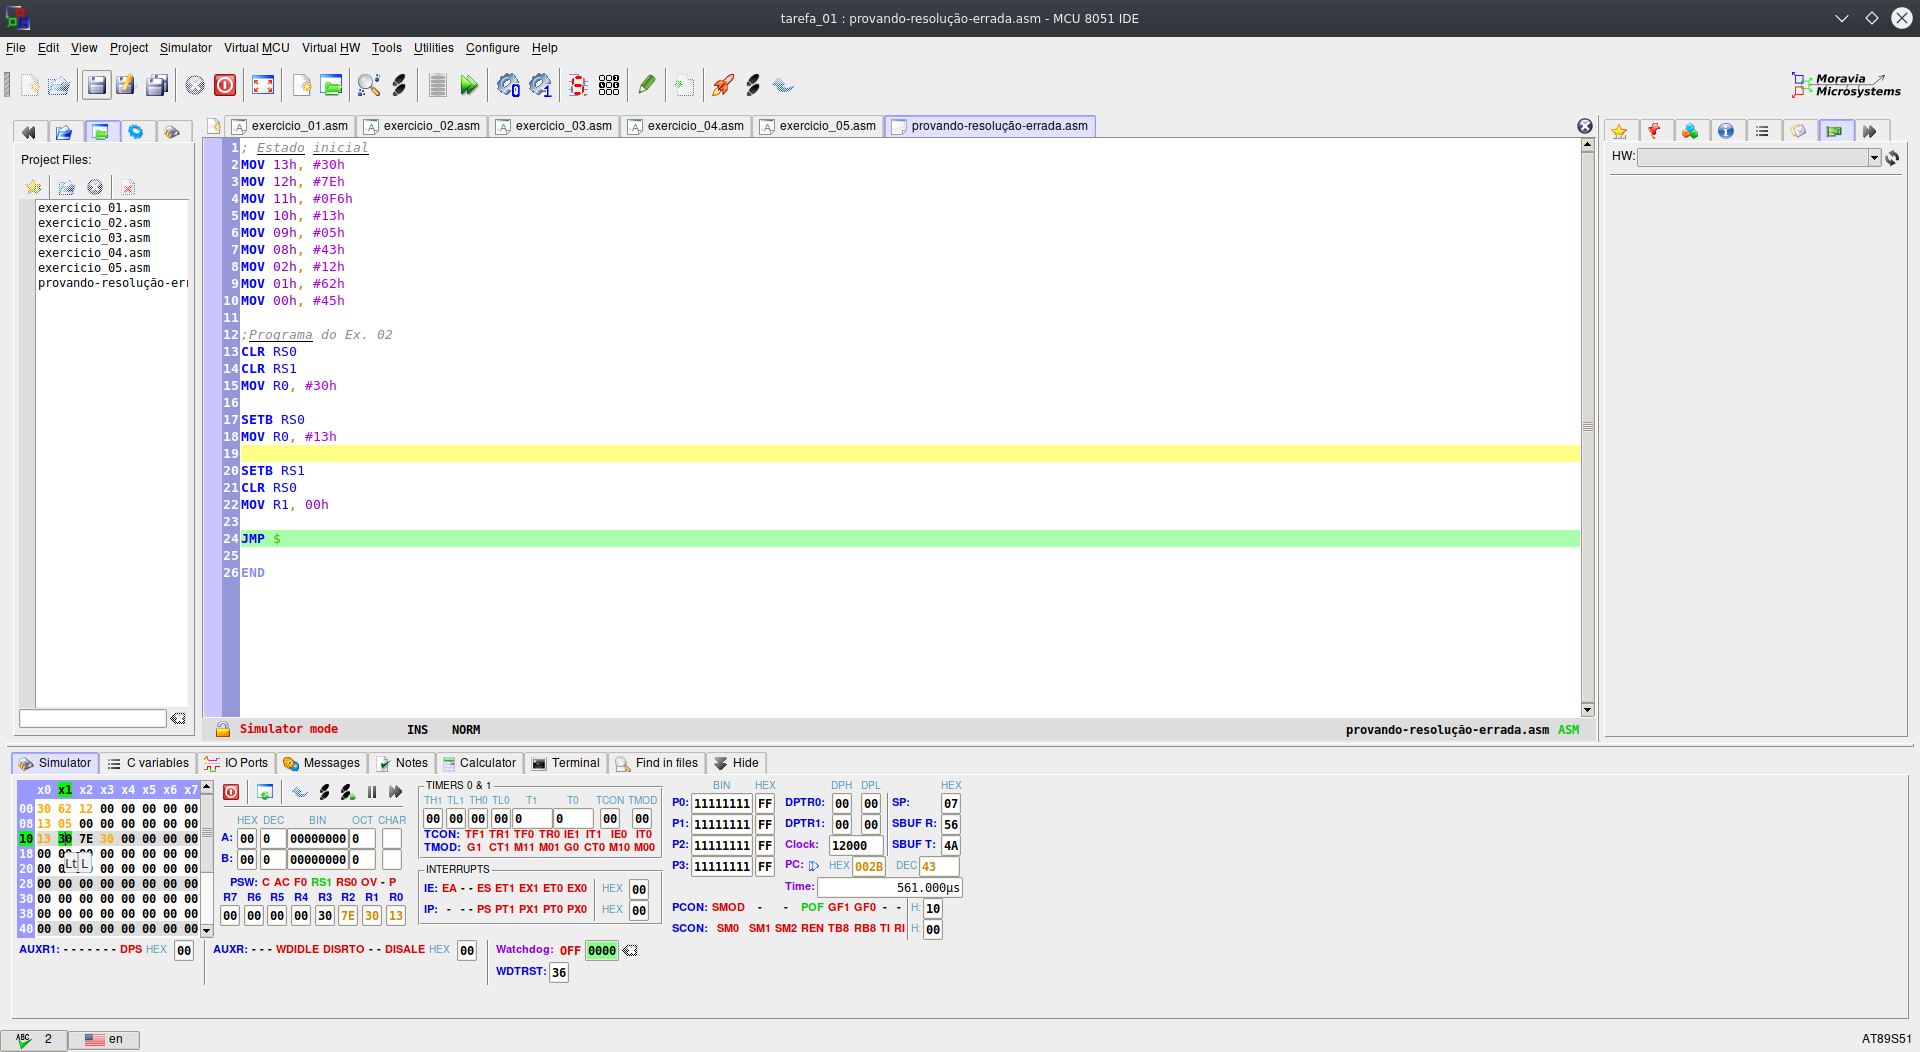 tarefa_01 : provando-resolução-errada.asm - MCU 8051 IDE
File Edit View Project Simulator Virtual MCU Virtual HW Tools Utilities Configure Help
Moravia
Microsystems
exercicio_01.asm exercicio_02.asm exercicio_03.asm exercicio_04.asm exercicio_05.asm provando-resolução-errada.asm
Project Files:
exercicio_01.asm
exercicio_02.asm
exercicio_03.asm
exercicio_04.asm
exercicio_05.asm
provando-resolução-err
1 ; Estado inicial
2 MOV 13h, #30h
3 MOV 12h, #7Eh
4 MOV 11h, #0F6h
5 MOV 10h, #13h
6 MOV 09h, #05h
7 MOV 08h, #43h
8 MOV 02h, #12h
9 MOV 01h, #62h
10 MOV 00h, #45h
11
12 ;Programa do Ex. 02
13 CLR RS0
14 CLR RS1
15 MOV R0, #30h
16
17 SETB RS0
18 MOV R0, #13h
19
20 SETB RS1
21 CLR RS0
22 MOV R1, 00h
23
24 JMP $
25
26 END
HW:
Simulator mode INS NORM provando-resolução-errada.asm ASM
Simulator C variables IO Ports Messages Notes Calculator Terminal Find in files Hide
x0 x1 x2 x3 x4 x5 x6 x7
00 30 62 12 00 00 00 00 00
08 13 05 00 00 00 00 00 00
10 13 30 7E 30 00 00 00 00
18 00 00 00 00 00 00 00
20 00 00 00 00 00 00
28 00 00 00 00 00 00 00 00
30 00 00 00 00 00 00 00 00
38 00 00 00 00 00 00 00 00
40 00 00 00 00 00 00 00 00
Lt L
HEX DEC BIN OCT CHAR
A: 00 0 00000000 0
B: 00 0 00000000 0
PSW: C AC F0 RS1 RS0 OV - P
R7 R6 R5 R4 R3 R2 R1 R0
00 00 00 00 30 7E 30 13
TIMERS 0 & 1
TH1 TL1 TH0 TL0 T1 T0 TCON TMOD
00 00 00 00 0 0 00 00
TCON: TF1 TR1 TF0 TR0 IE1 IT1 IE0 IT0
TMOD: G1 CT1 M11 M01 G0 CT0 M10 M00
INTERRUPTS
IE: EA - - ES ET1 EX1 ET0 EX0 HEX 00
IP: - - - PS PT1 PX1 PT0 PX0 HEX 00
BIN HEX
P0: 11111111 FF
P1: 11111111 FF
P2: 11111111 FF
P3: 11111111 FF
DPH DPL HEX
DPTR0: 00 00 SP: 07
DPTR1: 00 00 SBUF R: 56
Clock: 12000 SBUF T: 4A
PC: HEX 002B DEC 43
Time: 561.000µs
PCON: SMOD - - POF GF1 GF0 - - H: 10
SCON: SM0 SM1 SM2 REN TB8 RB8 TI RI H: 00
AUXR1: - - - - - - - DPS HEX 00 AUXR: - - - WDIDLE DISRTO - - DISALE HEX 00 Watchdog: OFF 0000
WDTRST: 36
ABC 2 en AT89S51